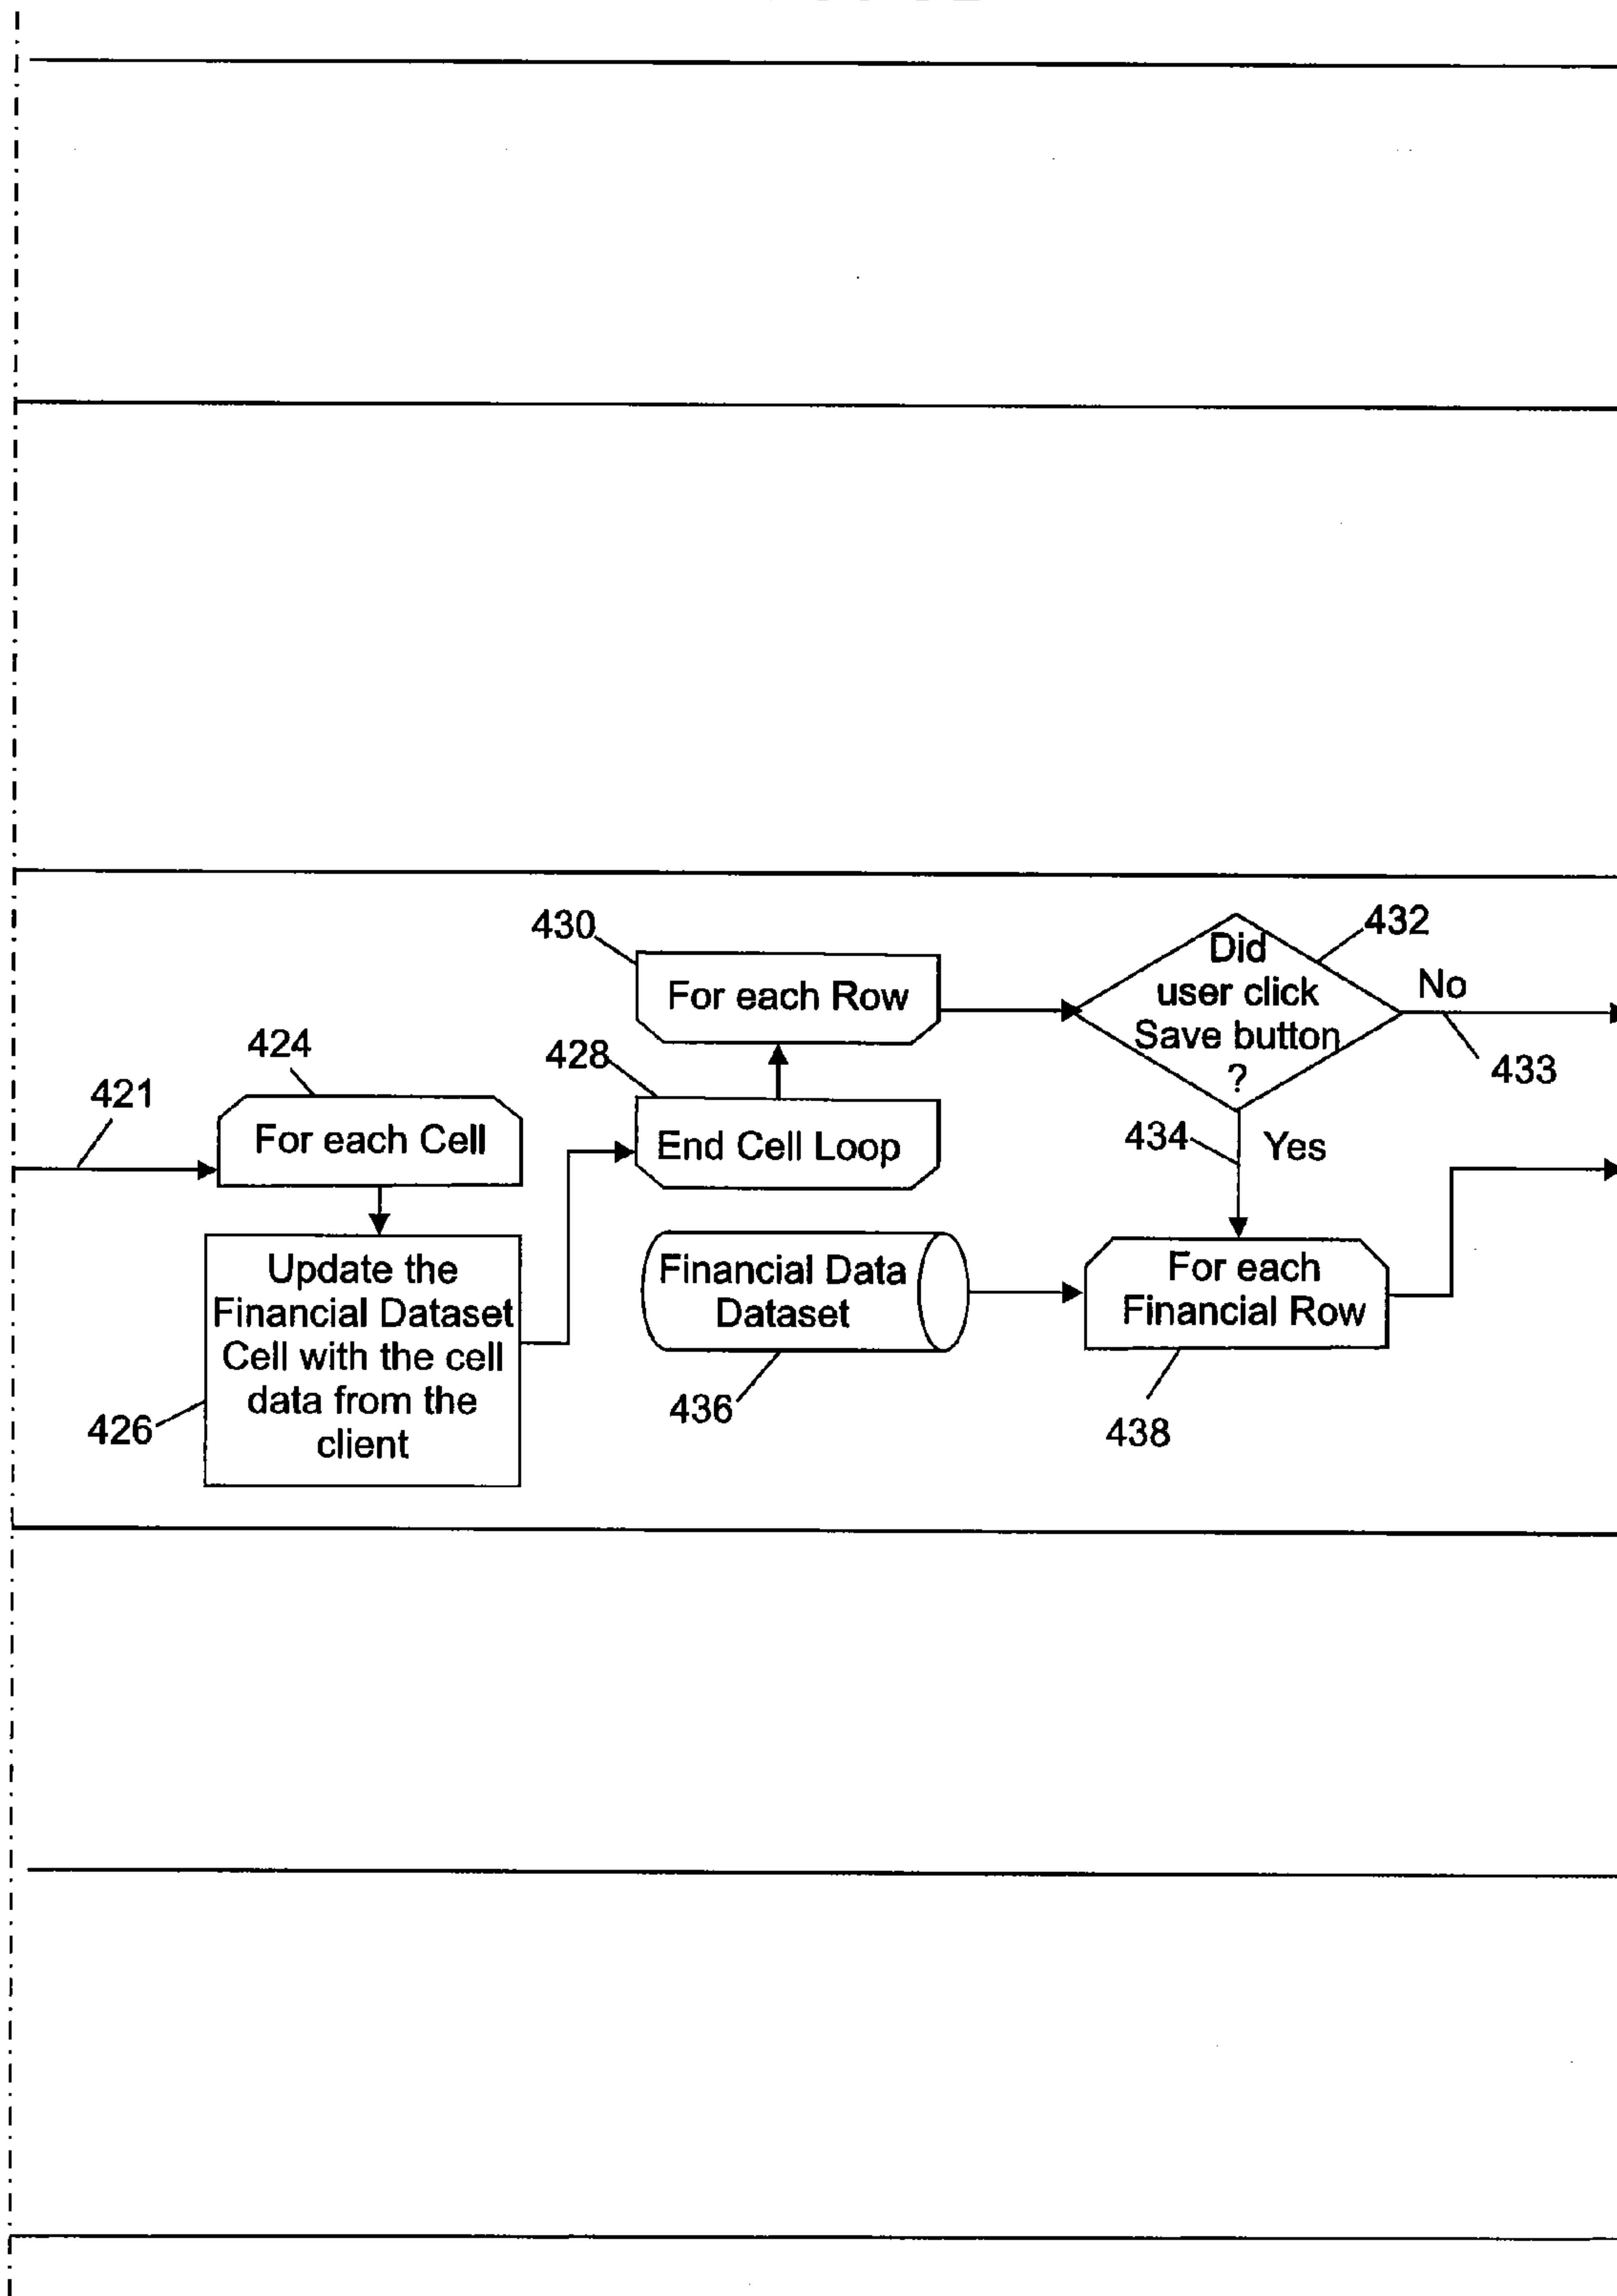 421
424
For each Cell
426
Update the
Financial Dataset
Cell with the cell
data from the
client
428
End Cell Loop
430
For each Row
432
Did
user click
Save button
?
No
433
434
Yes
Financial Data
Dataset
436
For each
Financial Row
438